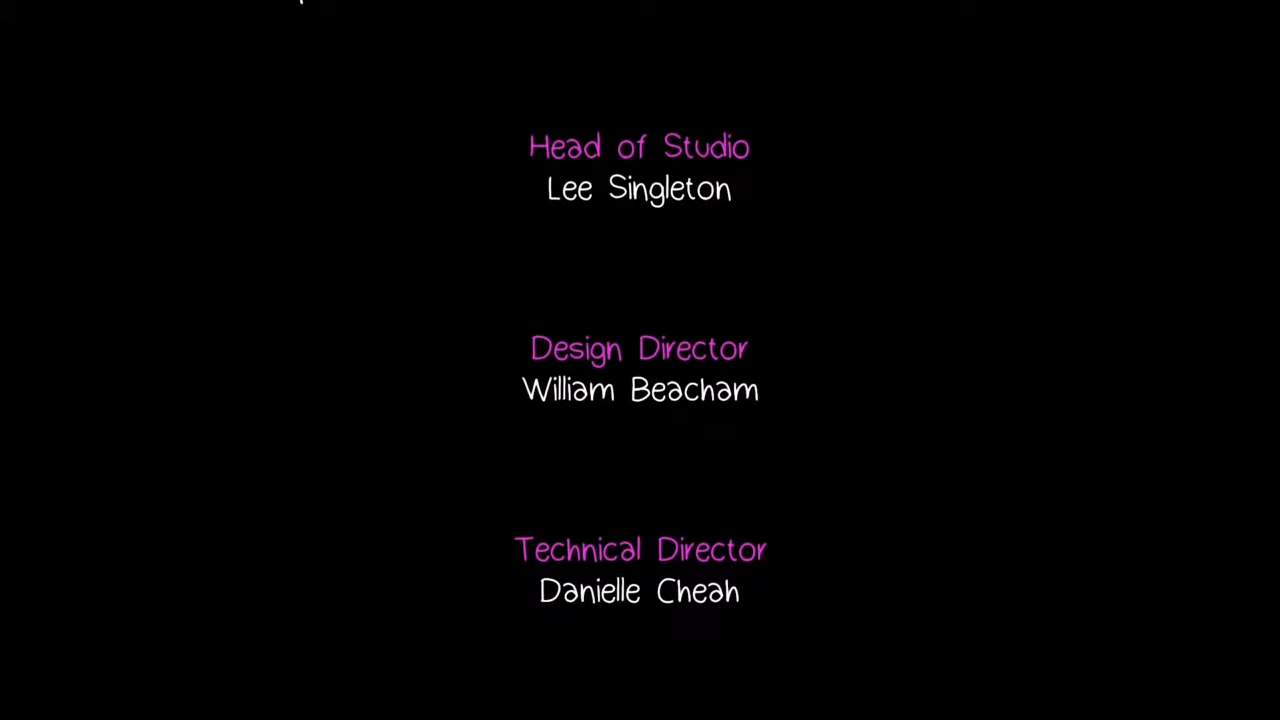 Head of Studio
Lee Singleton
Design Director
William Beacham
Technical Director
Danielle Cheah